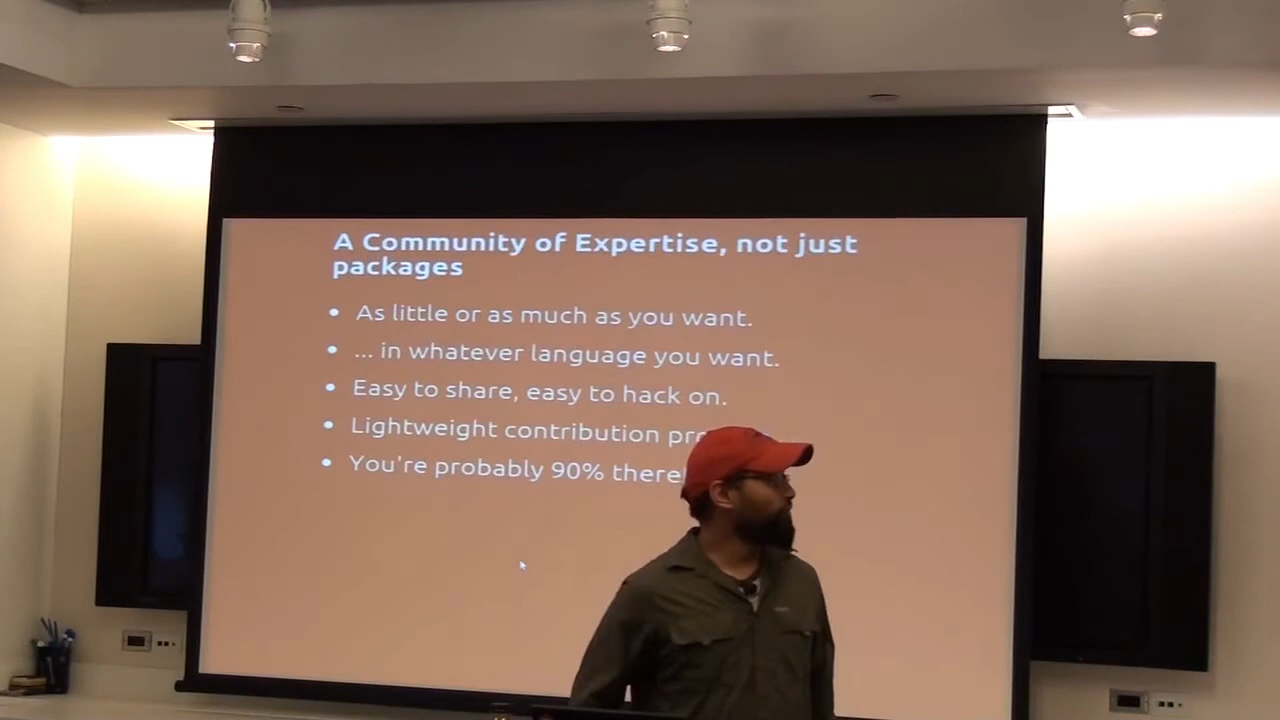 A Community of Expertise, not just
packages
• As little or as much as you want.
• ... in whatever language you want.
• Easy to share, easy to hack on.
• Lightweight contribution
• You're probably 90% there